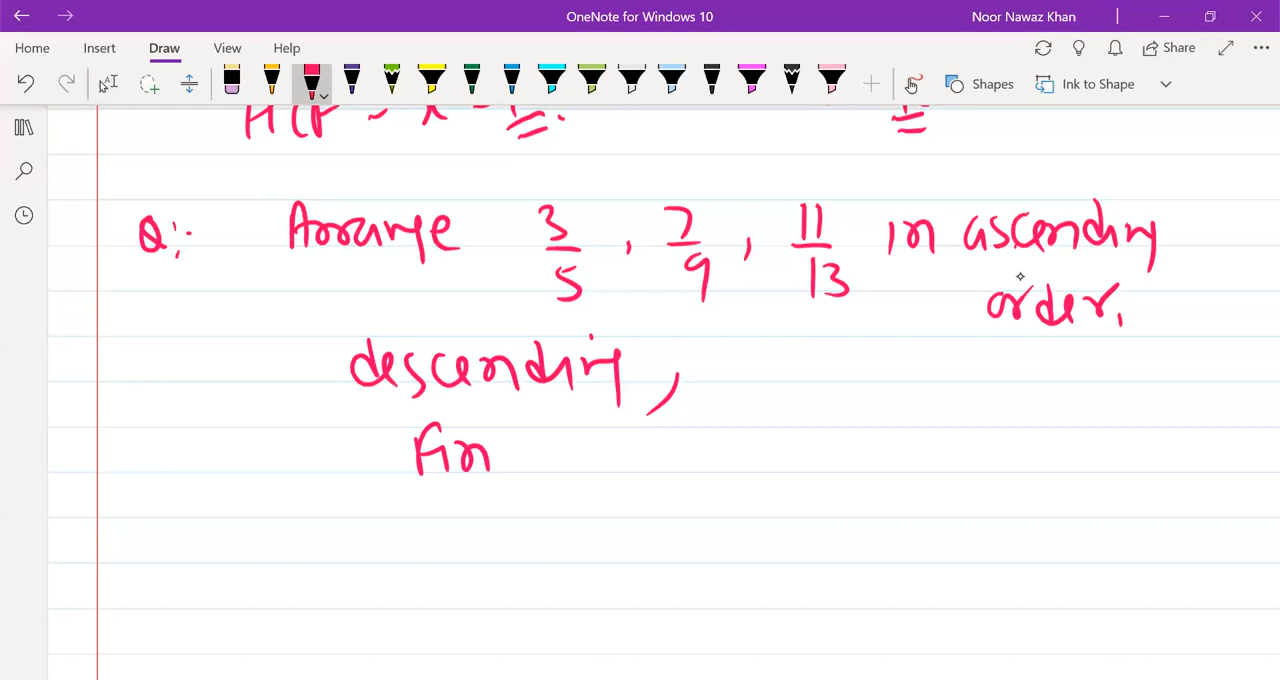 OneNote for Windows 10
Noor Nawaz Khan
Home Insert Draw View Help
Share
Shapes
Ink to Shape
HCF - x =
Q:- Arrange 3/5, 7/9, 11/13 in ascending
order,
descending,
Fin